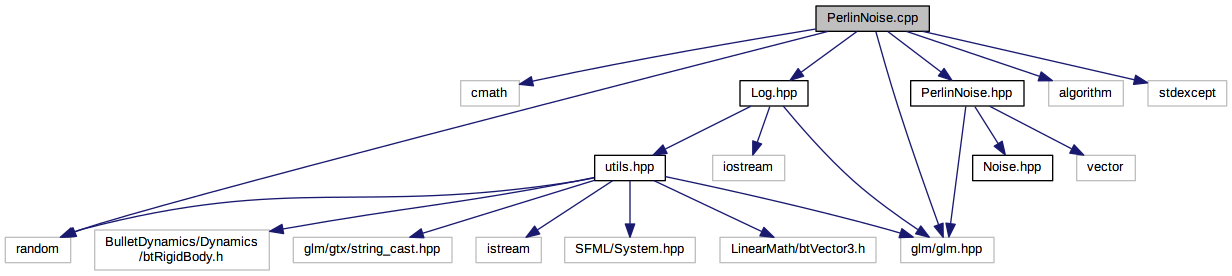 PerlinNoise.cpp
cmath
Log.hpp
PerlinNoise.hpp
algorithm
stdexcept
utils.hpp
iostream
Noise.hpp
vector
random
BulletDynamics/Dynamics
/btRigidBody.h
glm/gtx/string_cast.hpp
istream
SFML/System.hpp
LinearMath/btVector3.h
glm/glm.hpp